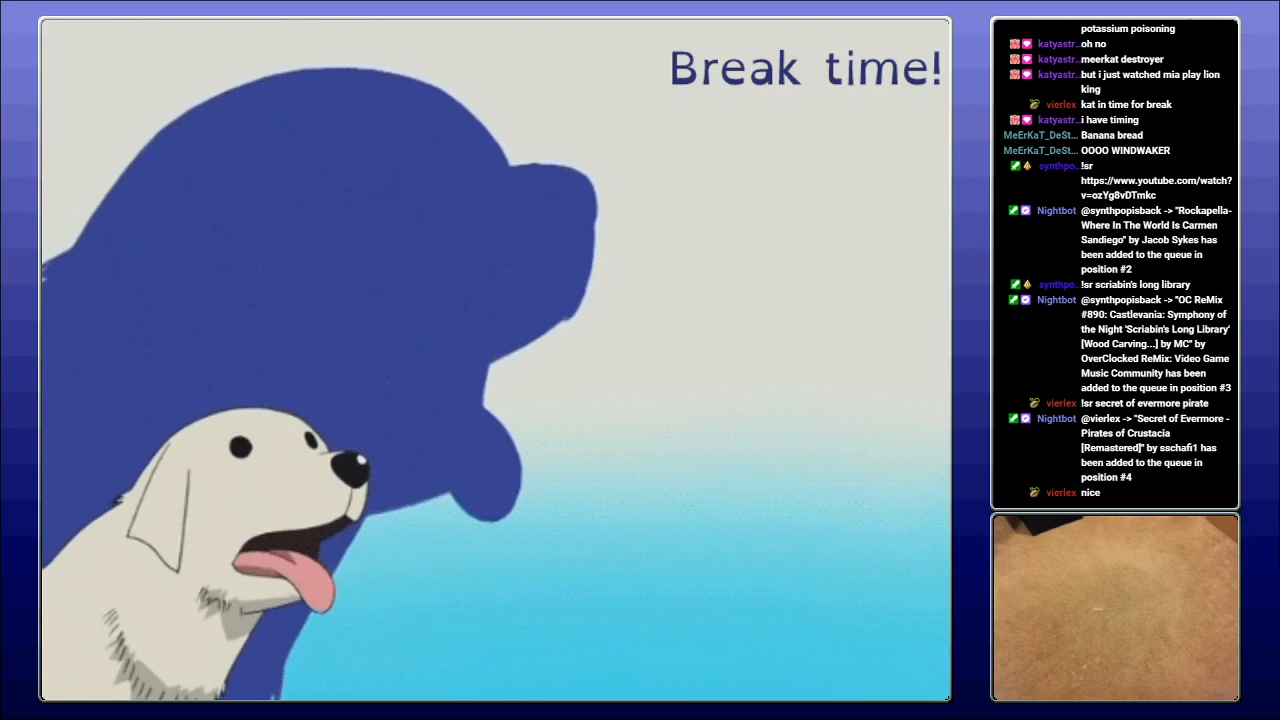 Break time!
potassium poisoning
katyastr... oh no
katyastr... meerkat destroyer
katyastr... but i just watched mia play lion
king
vierlex kat in time for break
katyastr... i have timing
MeErKaT_DeSt... Banana bread
MeErKaT_DeSt... OOOO WINDWAKER
synthpo... !sr
https://www.youtube.com/watch?
v=ozYg8vDTmkc
Nightbot @synthpopisback -> "Rockapella-
Where In The World Is Carmen
Sandiego" by Jacob Sykes has
been added to the queue in
position #2
synthpo... !sr scriabin's long library
Nightbot @synthpopisback -> "OC ReMix
#890: Castlevania: Symphony of
the Night 'Scriabin's Long Library'
[Wood Carving...] by MC" by
OverClocked ReMix: Video Game
Music Community has been
added to the queue in position #3
vierlex !sr secret of evermore pirate
Nightbot @vierlex -> "Secret of Evermore -
Pirates of Crustacia
[Remastered]" by sschafi1 has
been added to the queue in
position #4
vierlex nice